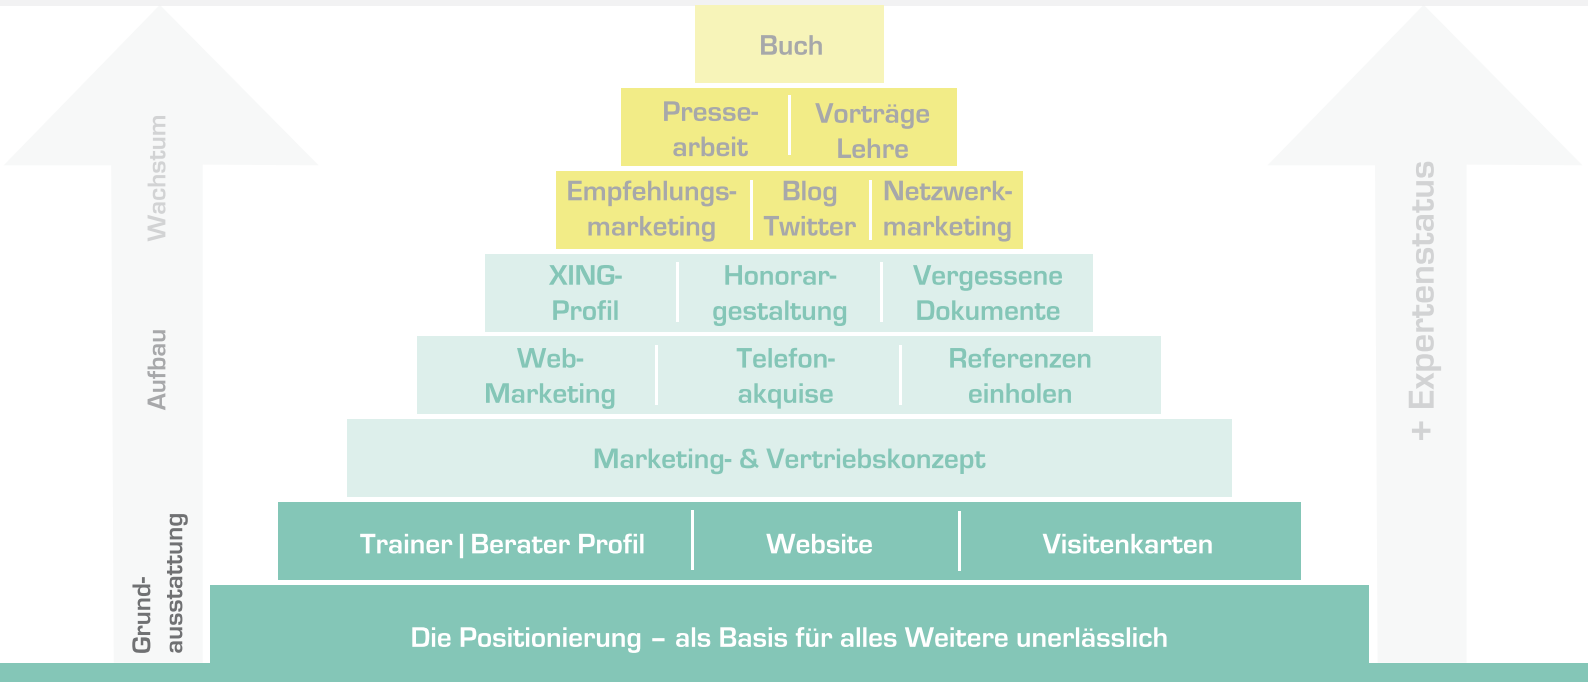 Buch
Presse-
arbeit
Vorträge
Lehre
Empfehlungs-
marketing
Blog
Twitter
Netzwerk-
marketing
XING-
Profil
Honorar-
gestaltung
Vergessene
Dokumente
Web-
Marketing
Telefon-
akquise
Referenzen
einholen
Marketing- & Vertriebskonzept
Trainer | Berater Profil
Website
Visitenkarten
Die Positionierung – als Basis für alles Weitere unerlässlich
Wachstum
Aufbau
Grund-
ausstattung
+ Expertenstatus